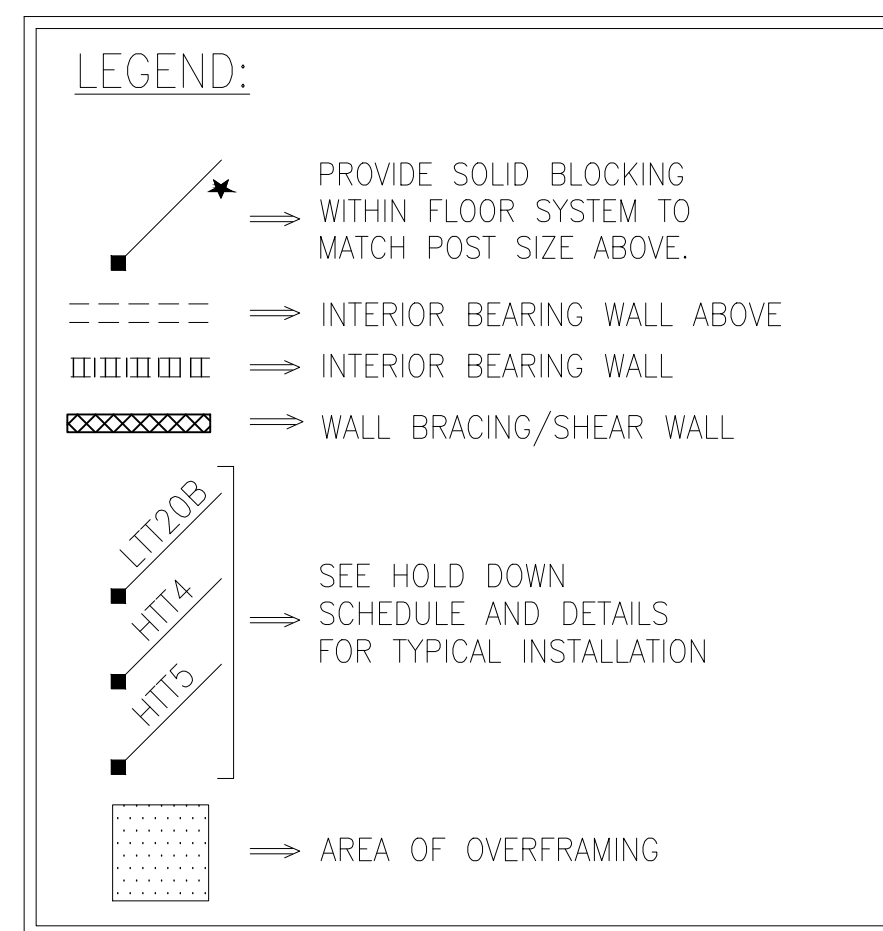 LEGEND:
PROVIDE SOLID BLOCKING
WITHIN FLOOR SYSTEM TO
MATCH POST SIZE ABOVE.
INTERIOR BEARING WALL ABOVE
INTERIOR BEARING WALL
WALL BRACING/SHEAR WALL
LTT20B
HTT4
HTT5
SEE HOLD DOWN
SCHEDULE AND DETAILS
FOR TYPICAL INSTALLATION
AREA OF OVERFRAMING